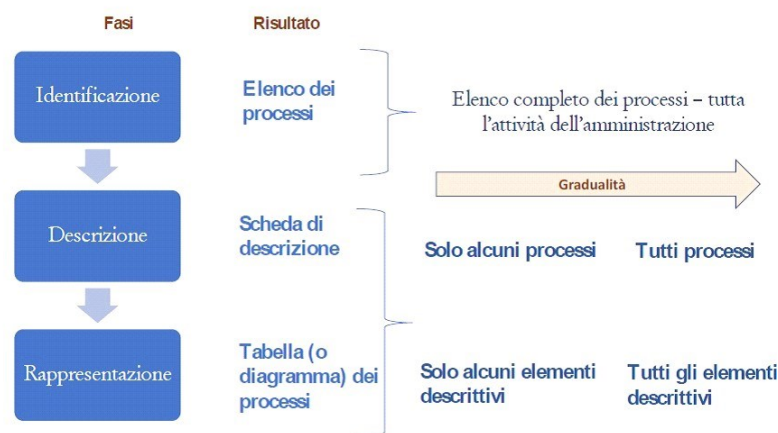 Fasi
Risultato
Identificazione
Elenco dei
processi
Elenco completo dei processi – tutta
l'attività dell'amministrazione
Gradualità
Descrizione
Scheda di
descrizione
Solo alcuni processi
Tutti processi
Rappresentazione
Tabella (o
diagramma) dei
processi
Solo alcuni elementi
descrittivi
Tutti gli elementi
descrittivi